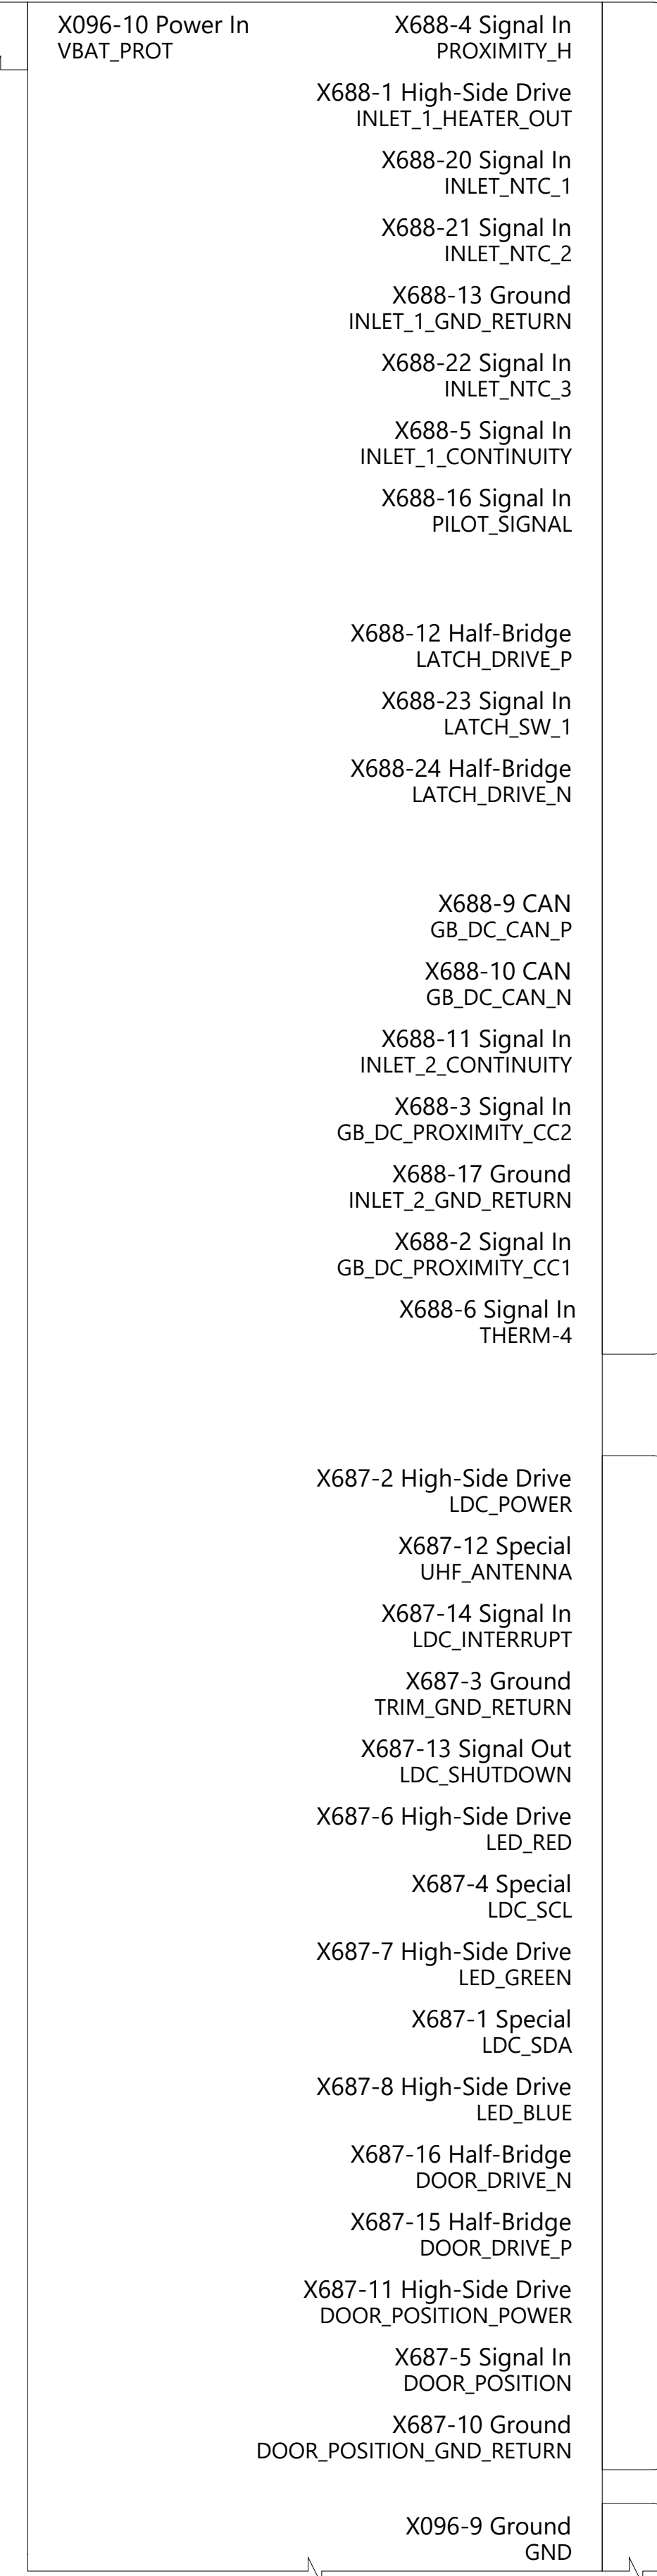 X096-10 Power In
VBAT_PROT
X688-4 Signal In
PROXIMITY_H
X688-1 High-Side Drive
INLET_1_HEATER_OUT
X688-20 Signal In
INLET_NTC_1
X688-21 Signal In
INLET_NTC_2
X688-13 Ground
INLET_1_GND_RETURN
X688-22 Signal In
INLET_NTC_3
X688-5 Signal In
INLET_1_CONTINUITY
X688-16 Signal In
PILOT_SIGNAL
X688-12 Half-Bridge
LATCH_DRIVE_P
X688-23 Signal In
LATCH_SW_1
X688-24 Half-Bridge
LATCH_DRIVE_N
X688-9 CAN
GB_DC_CAN_P
X688-10 CAN
GB_DC_CAN_N
X688-11 Signal In
INLET_2_CONTINUITY
X688-3 Signal In
GB_DC_PROXIMITY_CC2
X688-17 Ground
INLET_2_GND_RETURN
X688-2 Signal In
GB_DC_PROXIMITY_CC1
X688-6 Signal In
THERM-4
X687-2 High-Side Drive
LDC_POWER
X687-12 Special
UHF_ANTENNA
X687-14 Signal In
LDC_INTERRUPT
X687-3 Ground
TRIM_GND_RETURN
X687-13 Signal Out
LDC_SHUTDOWN
X687-6 High-Side Drive
LED_RED
X687-4 Special
LDC_SCL
X687-7 High-Side Drive
LED_GREEN
X687-1 Special
LDC_SDA
X687-8 High-Side Drive
LED_BLUE
X687-16 Half-Bridge
DOOR_DRIVE_N
X687-15 Half-Bridge
DOOR_DRIVE_P
X687-11 High-Side Drive
DOOR_POSITION_POWER
X687-5 Signal In
DOOR_POSITION
X687-10 Ground
DOOR_POSITION_GND_RETURN
X096-9 Ground
GND